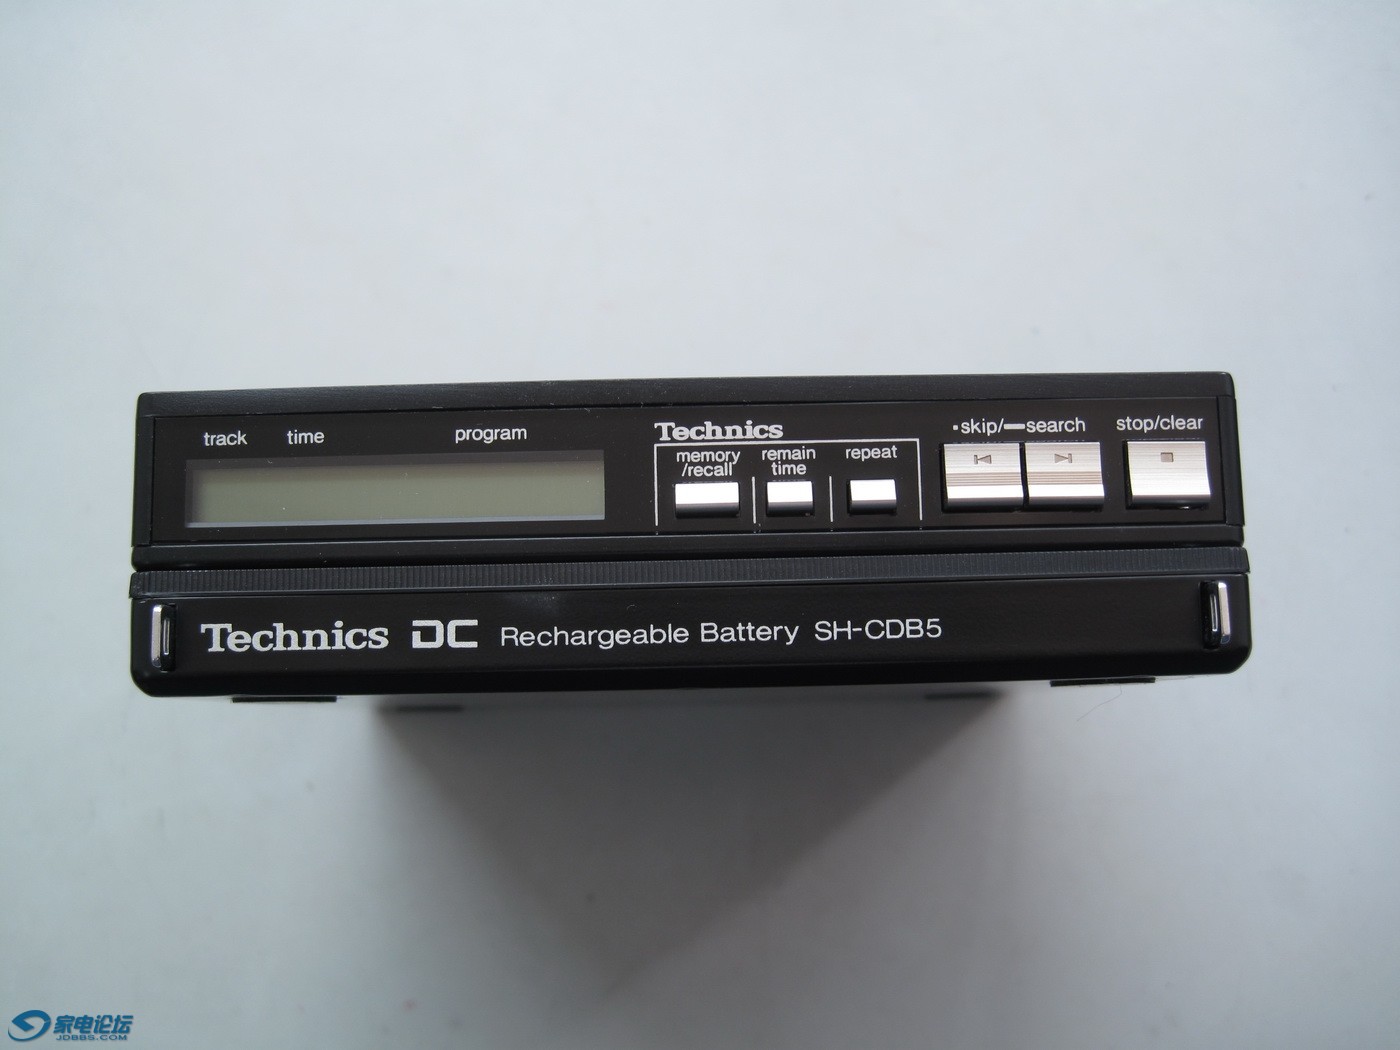 track time program
Technics
memory
/recall
remain
time
repeat
·skip/━search
stop/clear
Technics DC Rechargeable Battery SH-CDB5
家电论坛
JDBBS.COM